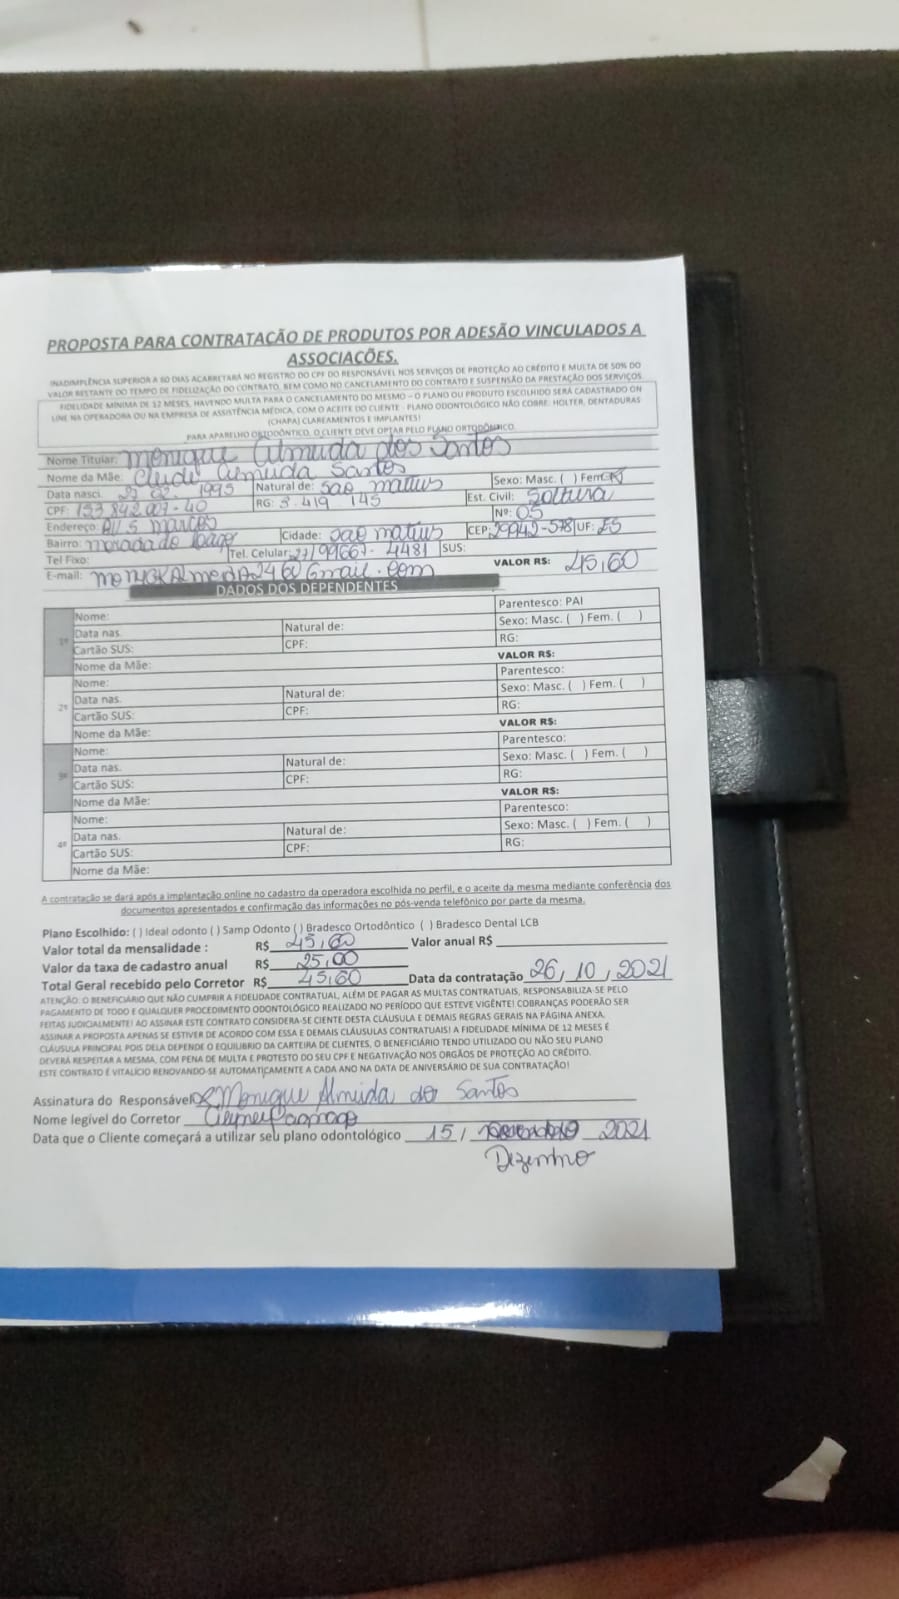 PROPOSTA PARA CONTRATAÇÃO DE PRODUTOS POR ADESÃO VINCULADOS A
ASSOCIAÇÕES.
INADIMPLÊNCIA SUPERIOR A 60 DIAS ACARRETARÁ NO REGISTRO DO CPF DO RESPONSÁVEL NOS SERVIÇOS DE PROTEÇÃO AO CRÉDITO E MULTA DE 50% DO
VALOR RESTANTE DO TEMPO DE FIDELIZAÇÃO DO CONTRATO, BEM COMO NO CANCELAMENTO DO CONTRATO E SUSPENSÃO DA PRESTAÇÃO DOS SERVIÇOS.
FIDELIDADE MÍNIMA DE 12 MESES, HAVENDO MULTA PARA O CANCELAMENTO DO MESMO – O PLANO OU PRODUTO ESCOLHIDO SERÁ CADASTRADO ON
LINE NA OPERADORA OU NA EMPRESA DE ASSISTÊNCIA MÉDICA, COM O ACEITE DO CLIENTE - PLANO ODONTOLÓGICO NÃO COBRE: HOLTER, DENTADURAS
(CHAPA) CLAREAMENTOS E IMPLANTES!
PARA APARELHO ORTODÔNTICO, O CLIENTE DEVE OPTAR PELO PLANO ORTODÔNICO.
Nome Titular: Monique Almuda dos Santos
Nome da Mãe: Cleide almuida Santos
Data nasci. 02. 1995 Natural de: Sao mateus Sexo: Masc. ( ) Fem.(X)
CPF: 153.842.007-40 RG: 3.419 145 Est. Civil: Solteira
Endereço: S marcos Nº: 05
Bairro: morada do Cidade: Sao mateus CEP: 29942-578 UF: ES
Tel Fixo: Tel. Celular: 27/99667-4481 SUS:
E-mail: VALOR R$: 45,60
DADOS DOS DEPENDENTES
1º Nome: Parentesco: PAI
Data nas. Natural de: Sexo: Masc. ( ) Fem. ( )
Cartão SUS: CPF: RG:
Nome da Mãe: VALOR R$:
2º Nome: Parentesco:
Data nas. Natural de: Sexo: Masc. ( ) Fem. ( )
Cartão SUS: CPF: RG:
Nome da Mãe: VALOR R$:
3º Nome: Parentesco:
Data nas. Natural de: Sexo: Masc. ( ) Fem. ( )
Cartão SUS: CPF: RG:
Nome da Mãe: VALOR R$:
4º Nome: Parentesco:
Data nas. Natural de: Sexo: Masc. ( ) Fem. ( )
Cartão SUS: CPF: RG:
Nome da Mãe:
A contratação se dará após a implantação online no cadastro da operadora escolhida no perfil, e o aceite da mesma mediante conferência dos
documentos apresentados e confirmação das informações no pós-venda telefônico por parte da mesma.
Plano Escolhido: ( ) Ideal odonto ( ) Samp Odonto ( ) Bradesco Ortodôntico ( ) Bradesco Dental LCB
Valor total da mensalidade : R$ 45,60 Valor anual R$
Valor da taxa de cadastro anual R$ 25,00
Total Geral recebido pelo Corretor R$ 45,60 Data da contratação 26, 10, 2021
ATENÇÃO: O BENEFICIÁRIO QUE NÃO CUMPRIR A FIDELIDADE CONTRATUAL, ALÉM DE PAGAR AS MULTAS CONTRATUAIS, RESPONSABILIZA-SE PELO
PAGAMENTO DE TODO E QUALQUER PROCEDIMENTO ODONTOLÓGICO REALIZADO NO PERÍODO QUE ESTEVE VIGENTE! COBRANÇAS PODERÃO SER
FEITAS JUDICIALMENTE! AO ASSINAR ESTE CONTRATO CONSIDERA-SE CIENTE DESTA CLÁUSULA E DEMAIS REGRAS GERAIS NA PÁGINA ANEXA.
ASSINAR A PROPOSTA APENAS SE ESTIVER DE ACORDO COM ESSA E DEMAIS CLÁUSULAS CONTRATUAIS! A FIDELIDADE MÍNIMA DE 12 MESES É
CLÁUSULA PRINCIPAL POIS DELA DEPENDE O EQUILIBRIO DA CARTEIRA DE CLIENTES, O BENEFICIÁRIO TENDO UTILIZADO OU NÃO SEU PLANO
DEVERÁ RESPEITAR A MESMA, COM PENA DE MULTA E PROTESTO DO SEU CPF E NEGATIVAÇÃO NOS ORGÃOS DE PROTEÇÃO AO CRÉDITO.
ESTE CONTRATO É VITALÍCIO RENOVANDO-SE AUTOMATICAMENTE A CADA ANO NA DATA DE ANIVERSÁRIO DE SUA CONTRATAÇÃO!
Assinatura do Responsável Monique Almuida dos Santos
Nome legível do Corretor
Data que o Cliente começará a utilizar seu plano odontológico 15 / 2021
Dezembro